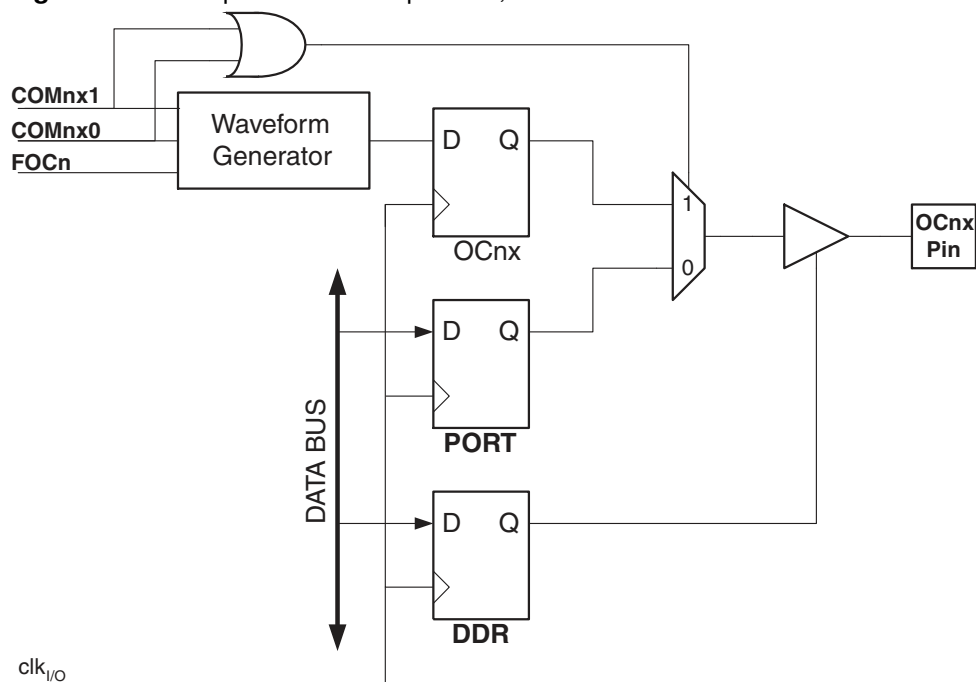 COMnx1
COMnx0
FOCn
Waveform
Generator
D Q
OCnx
1
0
OCnx
Pin
D Q
PORT
DATA BUS
D Q
DDR
clkI/O